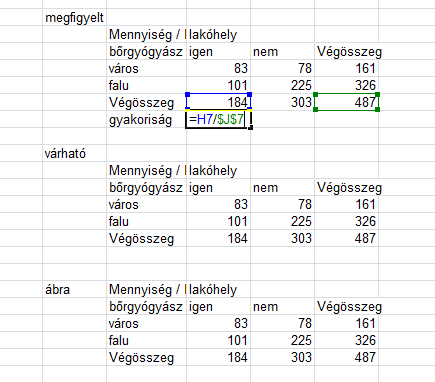 megfigyelt
Mennyiség / lakóhely
bőrgyógyász igen nem Végösszeg
város 83 78 161
falu 101 225 326
Végösszeg 184 303 487
gyakoriság =H7/$J$7
várható
Mennyiség / lakóhely
bőrgyógyász igen nem Végösszeg
város 83 78 161
falu 101 225 326
Végösszeg 184 303 487
ábra Mennyiség / lakóhely
bőrgyógyász igen nem Végösszeg
város 83 78 161
falu 101 225 326
Végösszeg 184 303 487